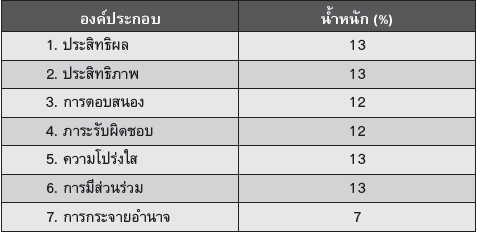 องค์ประกอบ น้ำหนัก (%)
1. ประสิทธิผล 13
2. ประสิทธิภาพ 13
3. การตอบสนอง 12
4. ภาระรับผิดชอบ 12
5. ความโปร่งใส 13
6. การมีส่วนร่วม 13
7. การกระจายอำนาจ 7